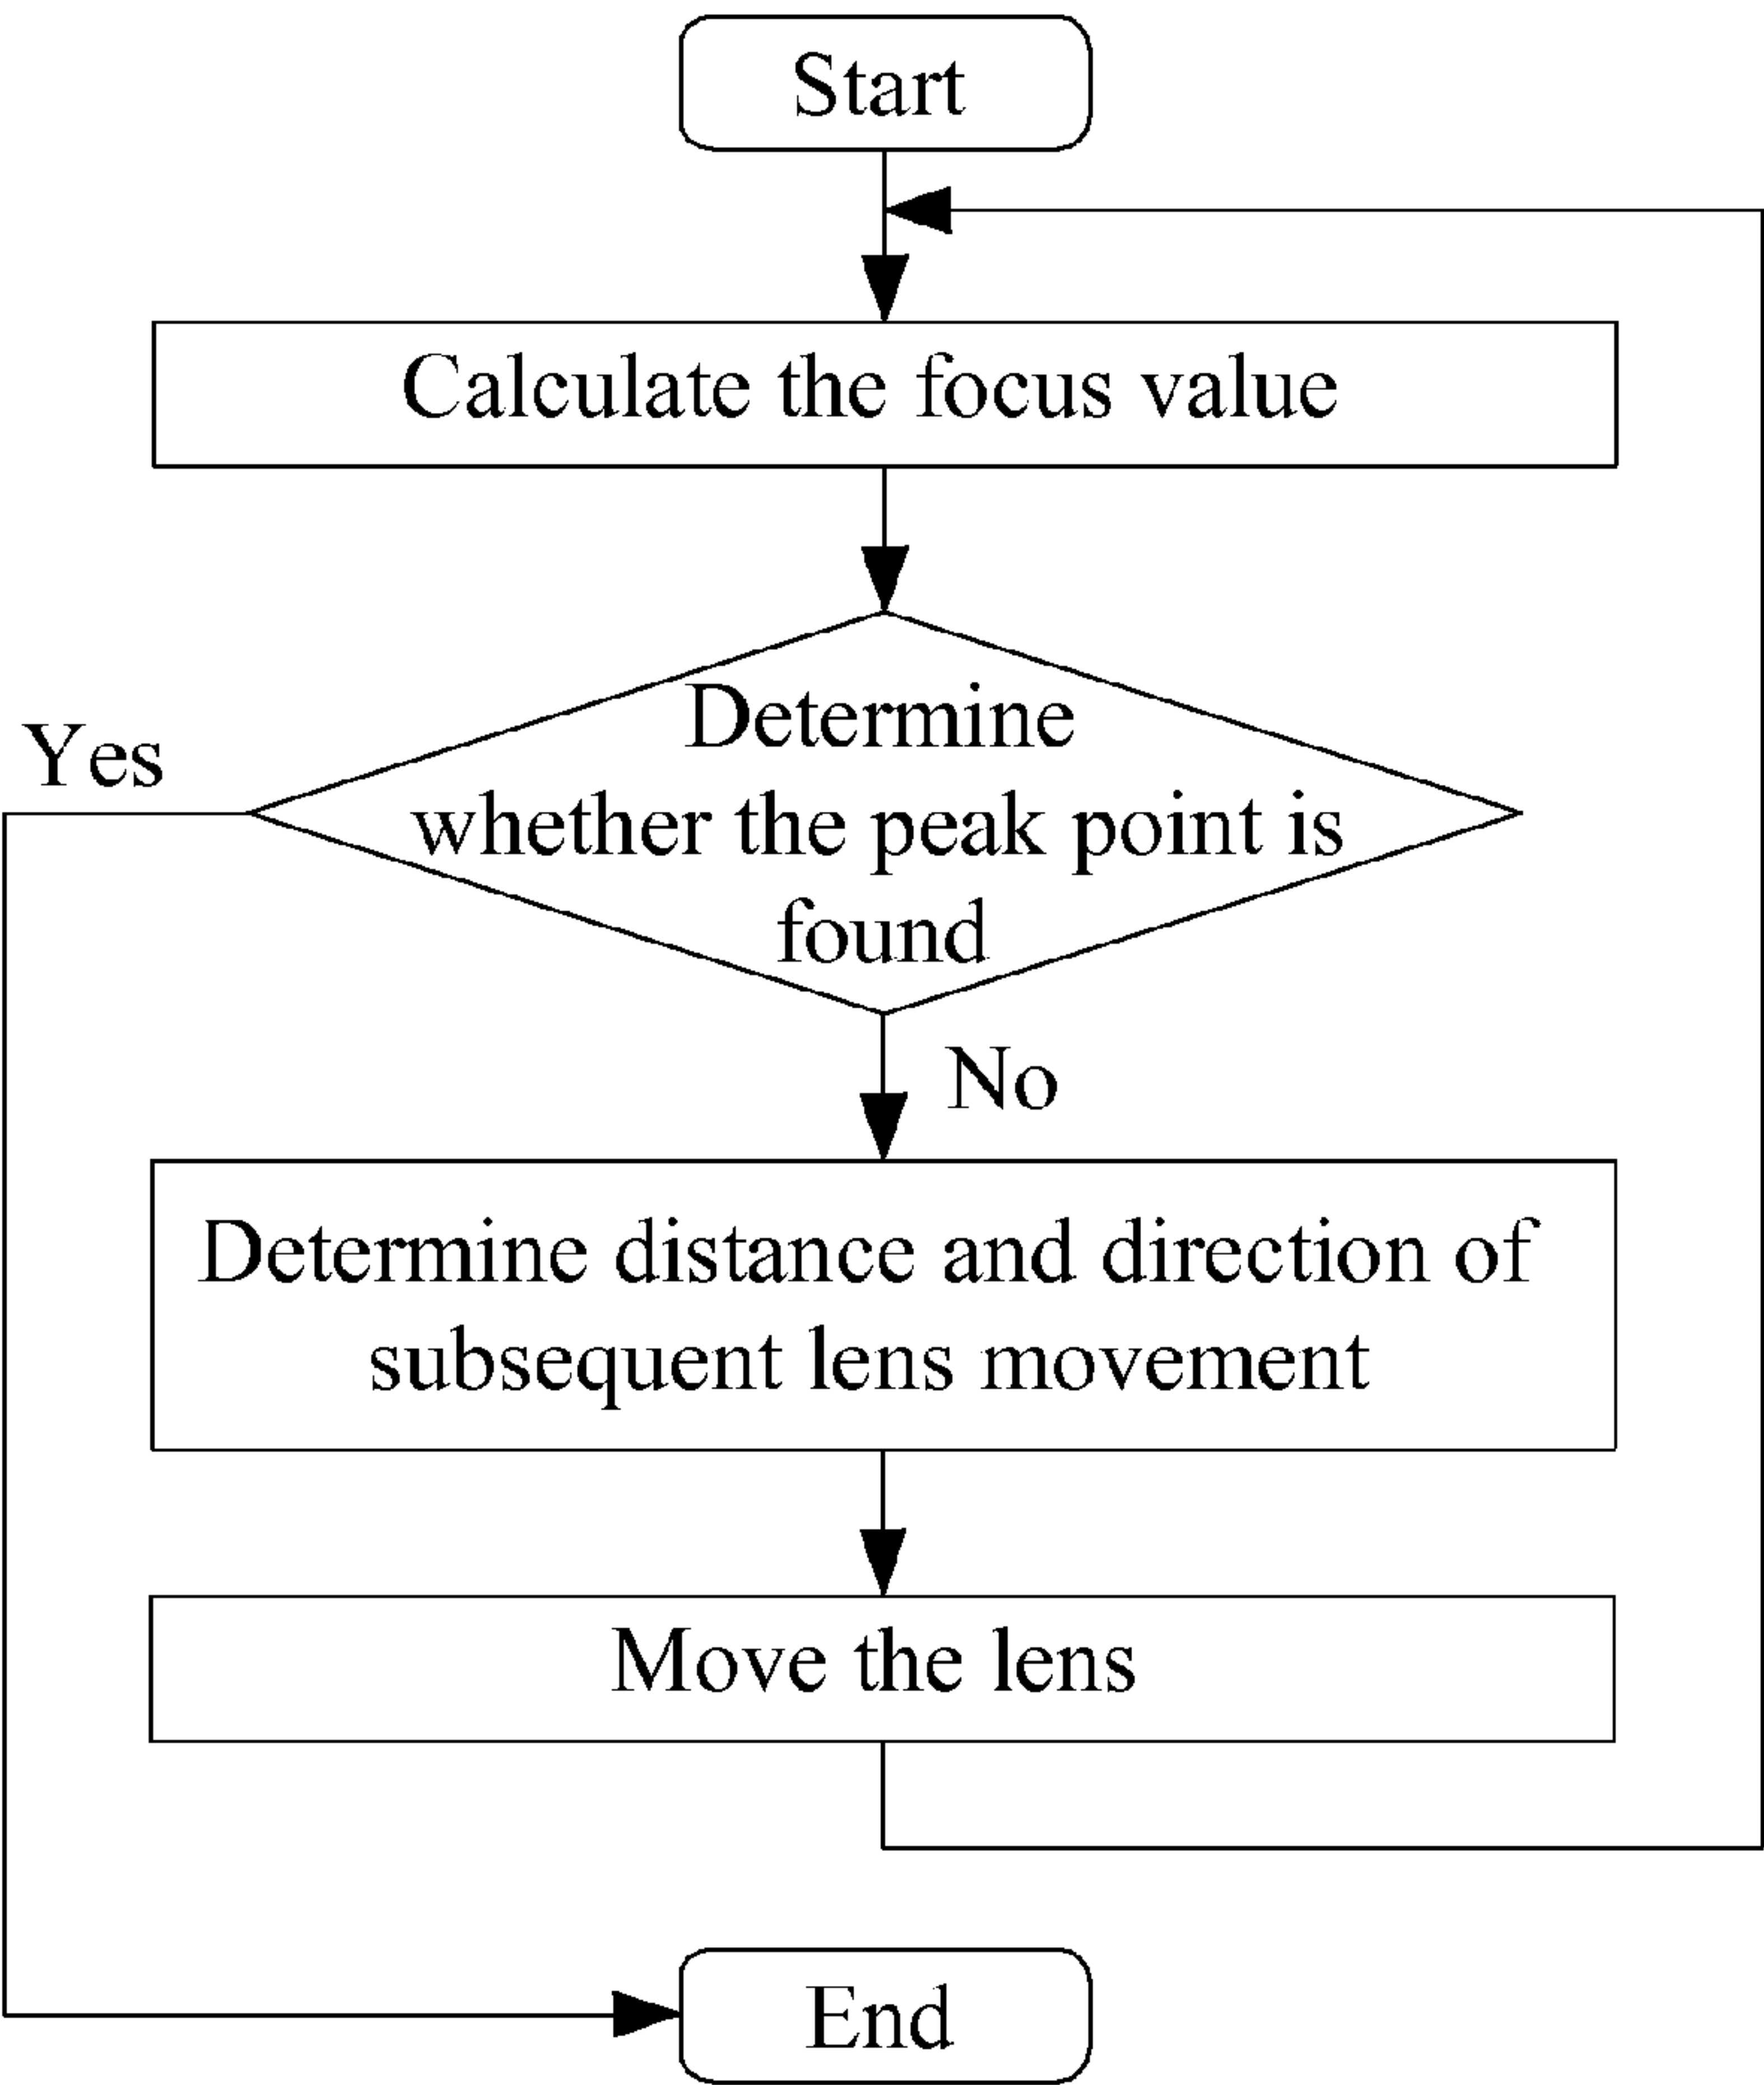 Start
Calculate the focus value
Determine
whether the peak point is
found
Yes
No
Determine distance and direction of
subsequent lens movement
Move the lens
End